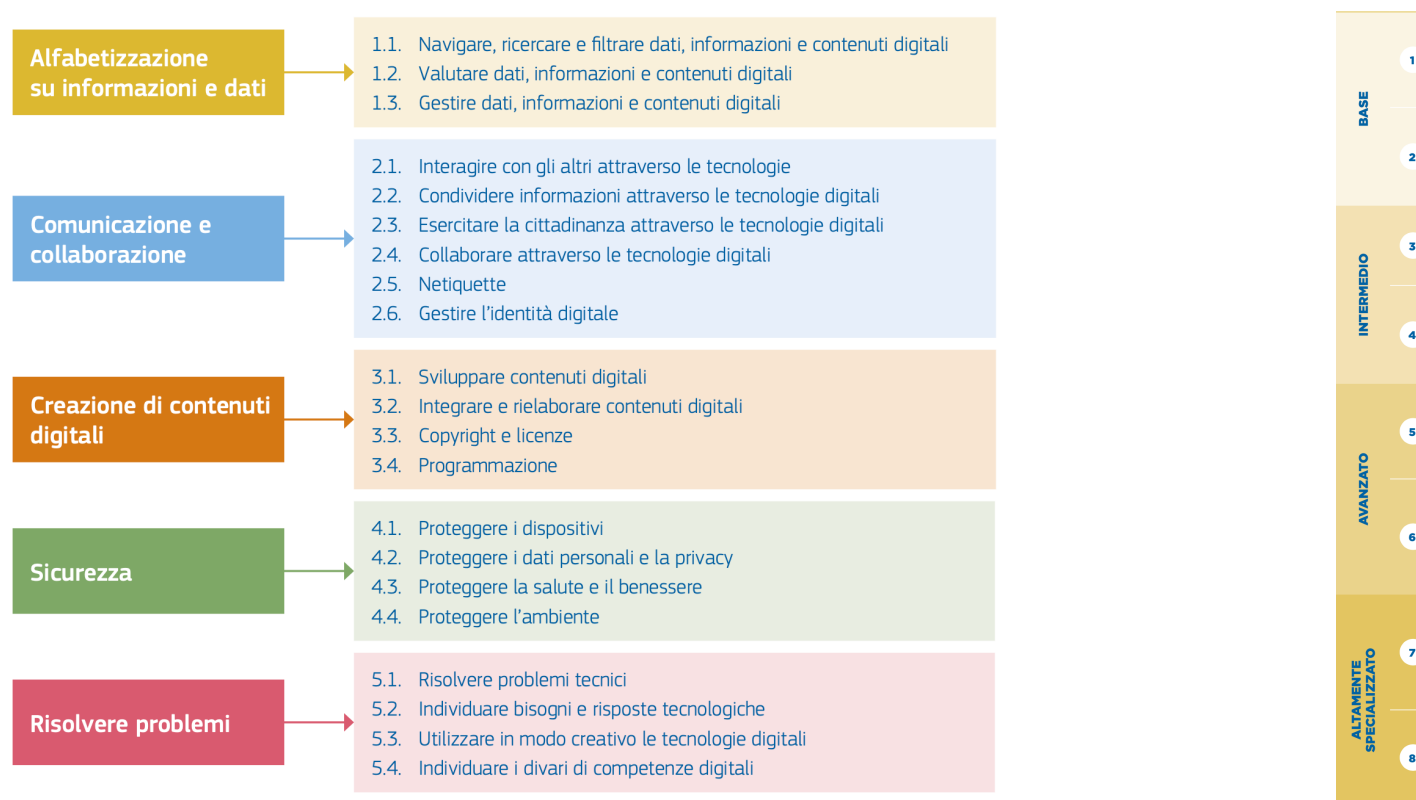 Alfabetizzazione
su informazioni e dati
1.1. Navigare, ricercare e filtrare dati, informazioni e contenuti digitali
1.2. Valutare dati, informazioni e contenuti digitali
1.3. Gestire dati, informazioni e contenuti digitali
Comunicazione e
collaborazione
2.1. Interagire con gli altri attraverso le tecnologie
2.2. Condividere informazioni attraverso le tecnologie digitali
2.3. Esercitare la cittadinanza attraverso le tecnologie digitali
2.4. Collaborare attraverso le tecnologie digitali
2.5. Netiquette
2.6. Gestire l'identità digitale
Creazione di contenuti
digitali
3.1. Sviluppare contenuti digitali
3.2. Integrare e rielaborare contenuti digitali
3.3. Copyright e licenze
3.4. Programmazione
Sicurezza
4.1. Proteggere i dispositivi
4.2. Proteggere i dati personali e la privacy
4.3. Proteggere la salute e il benessere
4.4. Proteggere l'ambiente
Risolvere problemi
5.1. Risolvere problemi tecnici
5.2. Individuare bisogni e risposte tecnologiche
5.3. Utilizzare in modo creativo le tecnologie digitali
5.4. Individuare i divari di competenze digitali
BASE
1
2
INTERMEDIO
3
4
AVANZATO
5
6
ALTAMENTE
SPECIALIZZATO
7
8